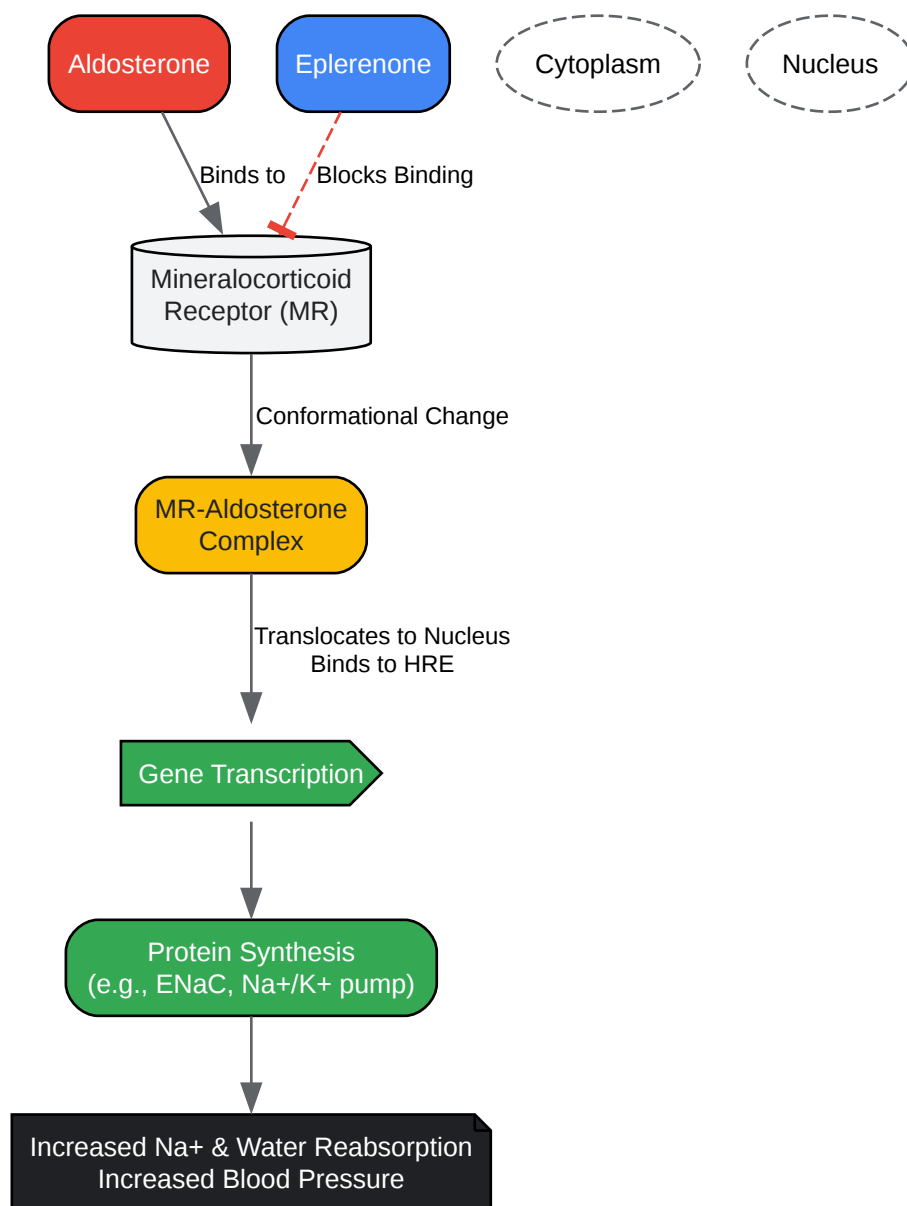 Aldosterone
Eplerenone
Cytoplasm
Nucleus
Binds to
Blocks Binding
Mineralocorticoid
Receptor (MR)
Conformational Change
MR-Aldosterone
Complex
Translocates to Nucleus
Binds to HRE
Gene Transcription
Protein Synthesis
(e.g., ENaC, Na+/K+ pump)
Increased Na+ & Water Reabsorption
Increased Blood Pressure